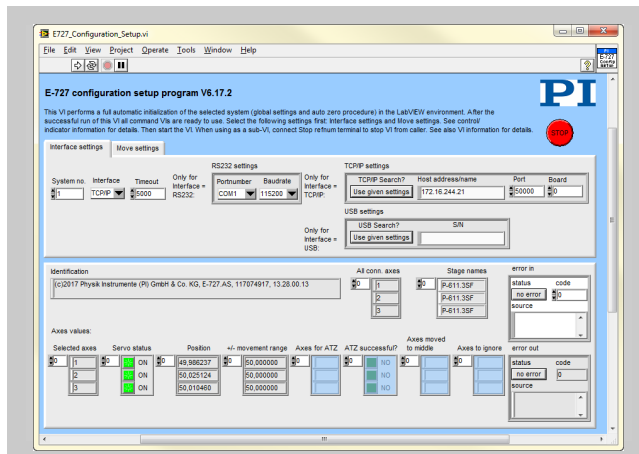 E727_Configuration_Setup.vi
File Edit View Project Operate Tools Window Help
PI
E-727
Config
SETUP
E-727 configuration setup program V6.17.2
PI
This VI performs a full automatic initialization of the selected system (global settings and auto zero procedure) in the LabVIEW environment. After the
successful run of this VI all command VIs are ready to use. Select the following settings first: Interface settings and Move settings. See control/
indicator information for details. Then start the VI. When using as a sub-VI, connect Stop refnum terminal to stop VI from caller. See also VI information for details.
STOP
Interface settings Move settings
RS232 settings TCP/IP settings
System no. Interface Timeout Only for Interface = RS232: Portnumber Baudrate Only for Interface = TCP/IP: TCP/IP Search? Host address/name Port Board
1 TCP/IP 5000 COM1 115200 Use given settings 172.16.244.21 50000 0
USB settings
Only for Interface = USB: USB Search? S/N
Use given settings
Identification All conn. axes Stage names error in
(c)2017 Physik Instrumente (PI) GmbH & Co. KG, E-727.AS, 117074917, 13.28.00.13 0 1 0 P-611.3SF status code
2 P-611.3SF no error 0
3 P-611.3SF source
Axes values:
Selected axes Servo status Position +/- movement range Axes for ATZ ATZ successful? Axes moved to middle Axes to ignore error out
0 1 0 ON 0 49,986237 0 50,000000 0 0 NO 0 0 status code
2 ON 50,025124 50,000000 NO no error 0
3 ON 50,010460 50,000000 NO source